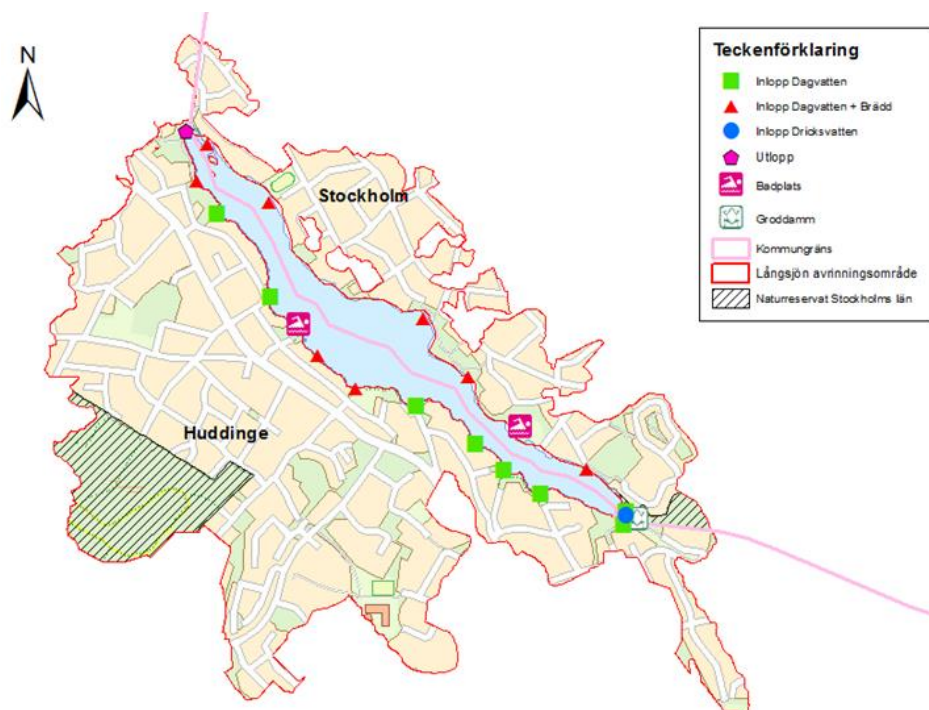 N
Stockholm
Huddinge
Teckenförklaring
Inlopp Dagvatten
Inlopp Dagvatten + Brädd
Inlopp Dricksvatten
Utlopp
Badplats
Groddamm
Kommungräns
Långsjön avrinningsområde
Naturreservat Stockholms län